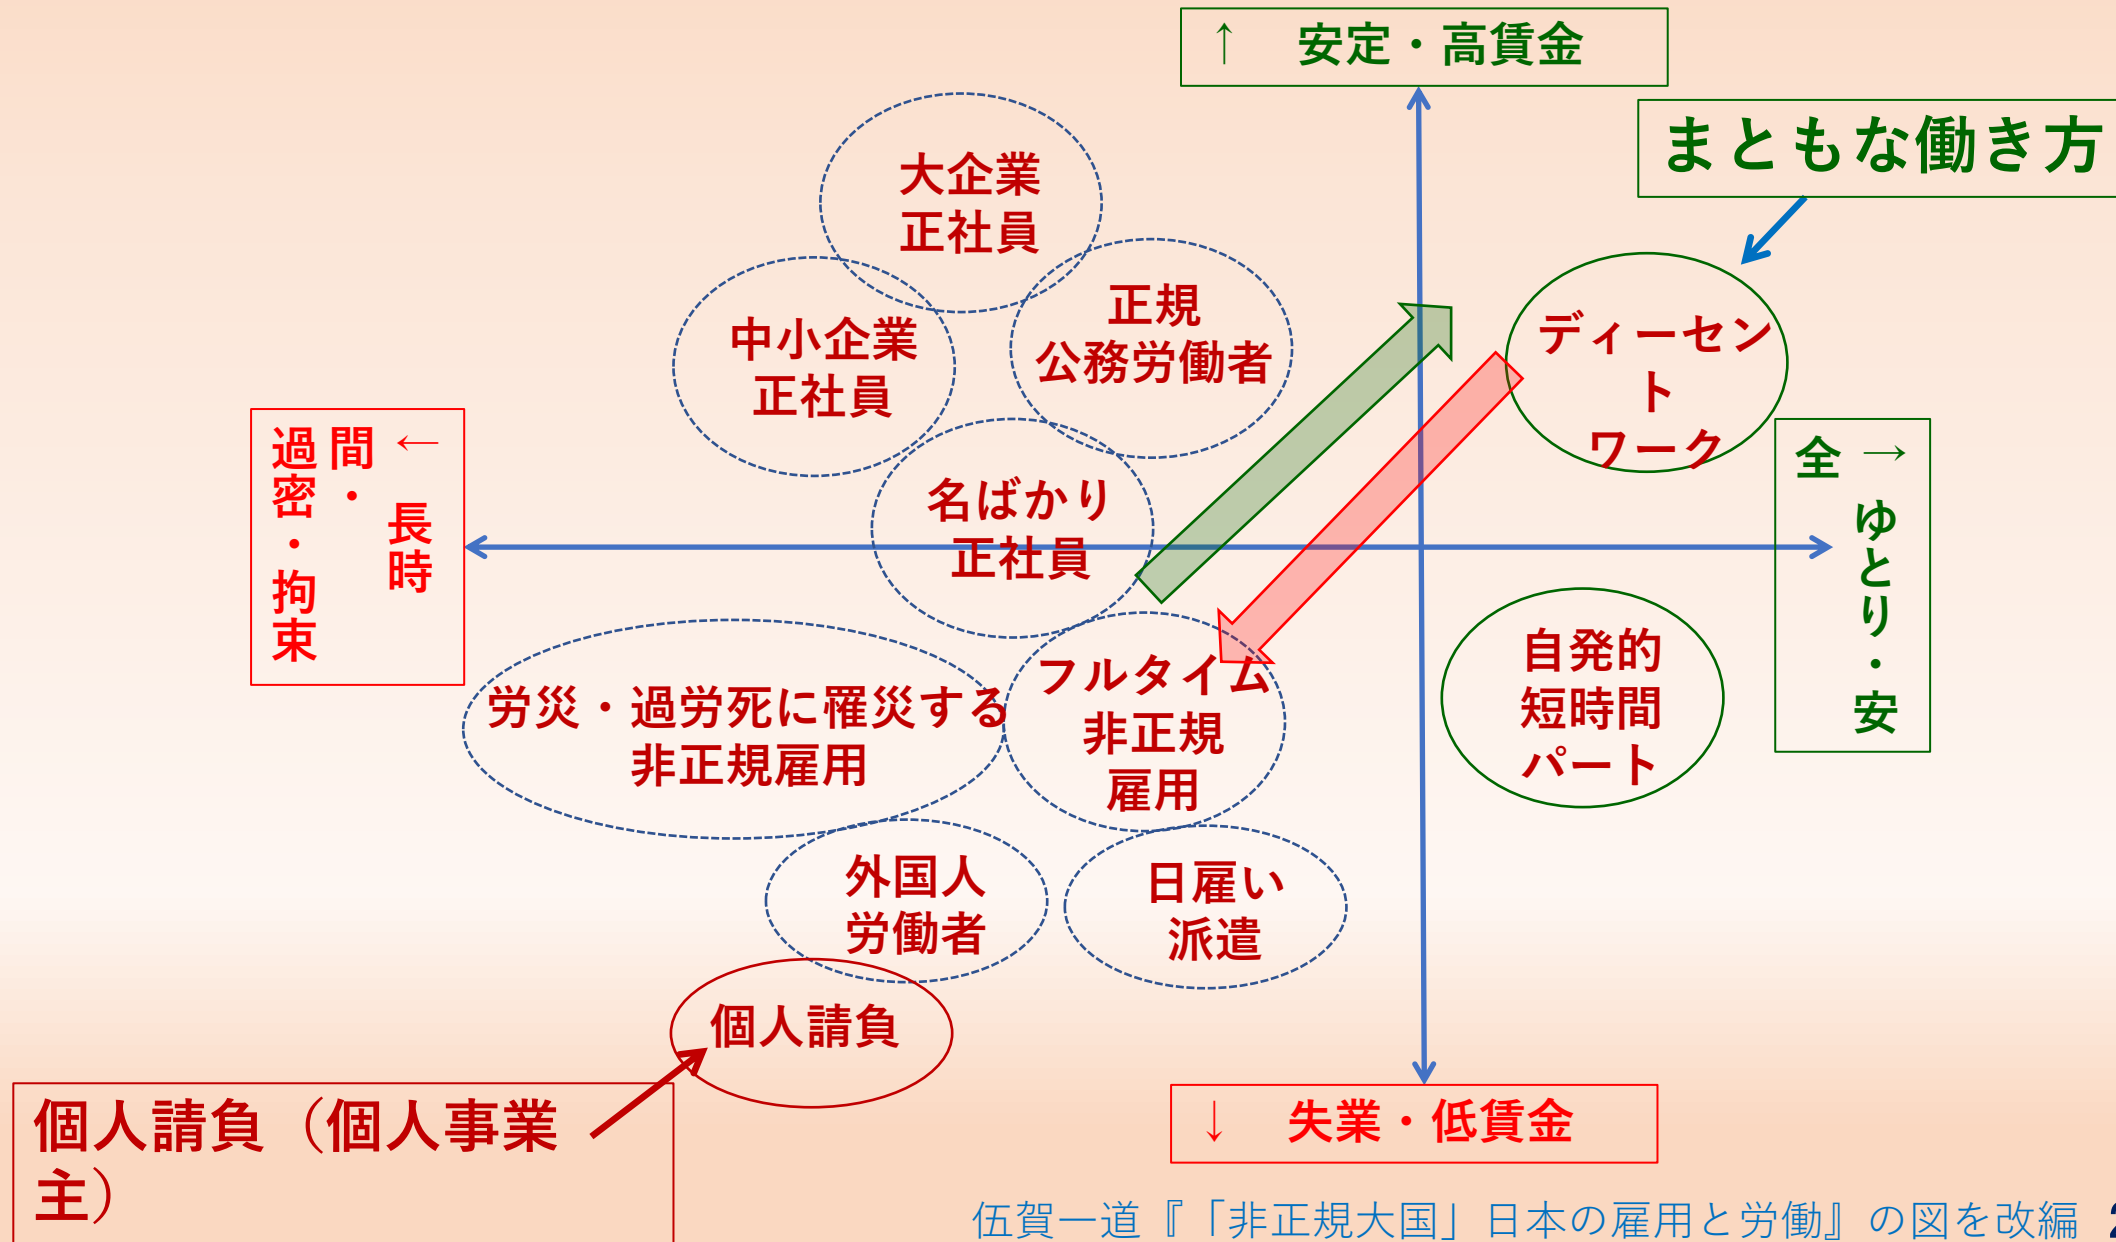 ↑　安定・高賃金
まともな働き方
大企業
正社員
正規
公務労働者
中小企業
正社員
ディーセン
ト
ワーク
← 長時
間・
過密・拘束
→ ゆとり・安
全
名ばかり
正社員
労災・過労死に罹災する
非正規雇用
フルタイム
非正規
雇用
自発的
短時間
パート
外国人
労働者
日雇い
派遣
個人請負
個人請負（個人事業
主）
↓　失業・低賃金
伍賀一道『「非正規大国」日本の雇用と労働』の図を改編